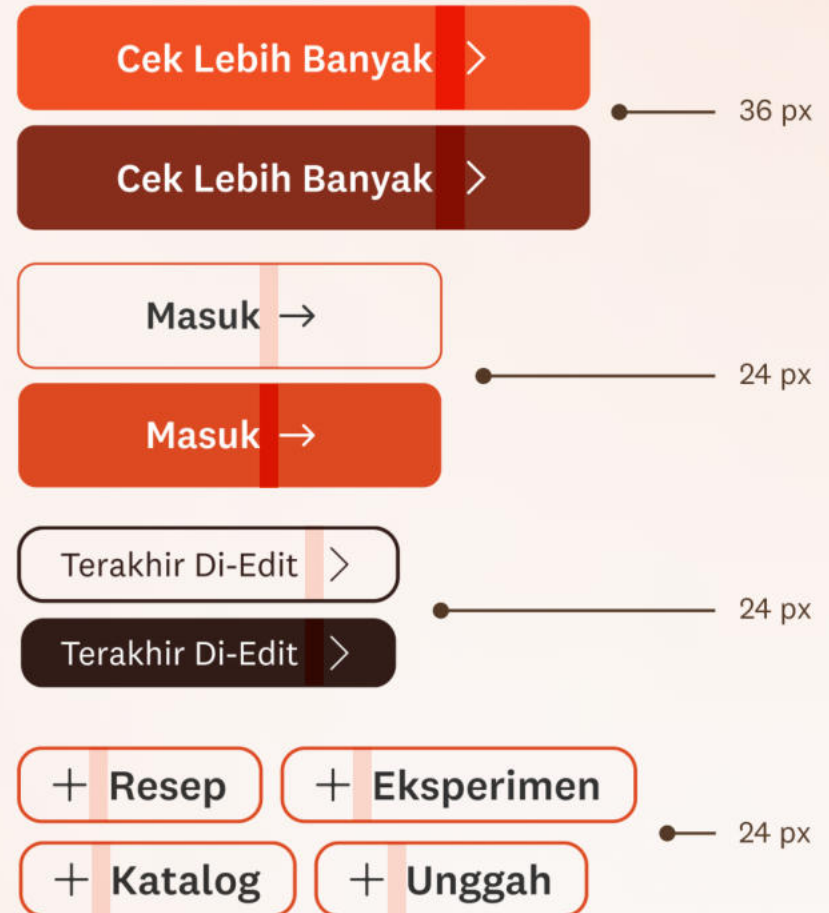 Cek Lebih Banyak
36 px
Cek Lebih Banyak
Masuk →
24 px
Masuk →
Terakhir Di-Edit
24 px
Terakhir Di-Edit
+ Resep
+ Eksperimen
24 px
+ Katalog
+ Unggah